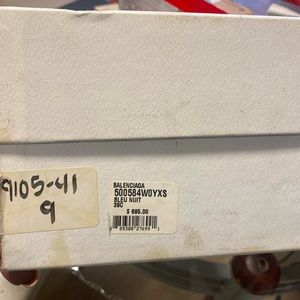 BALENCIAGA
500584W0YXS
BLEU NUIT
39C
$ 695.00
9105-41
9